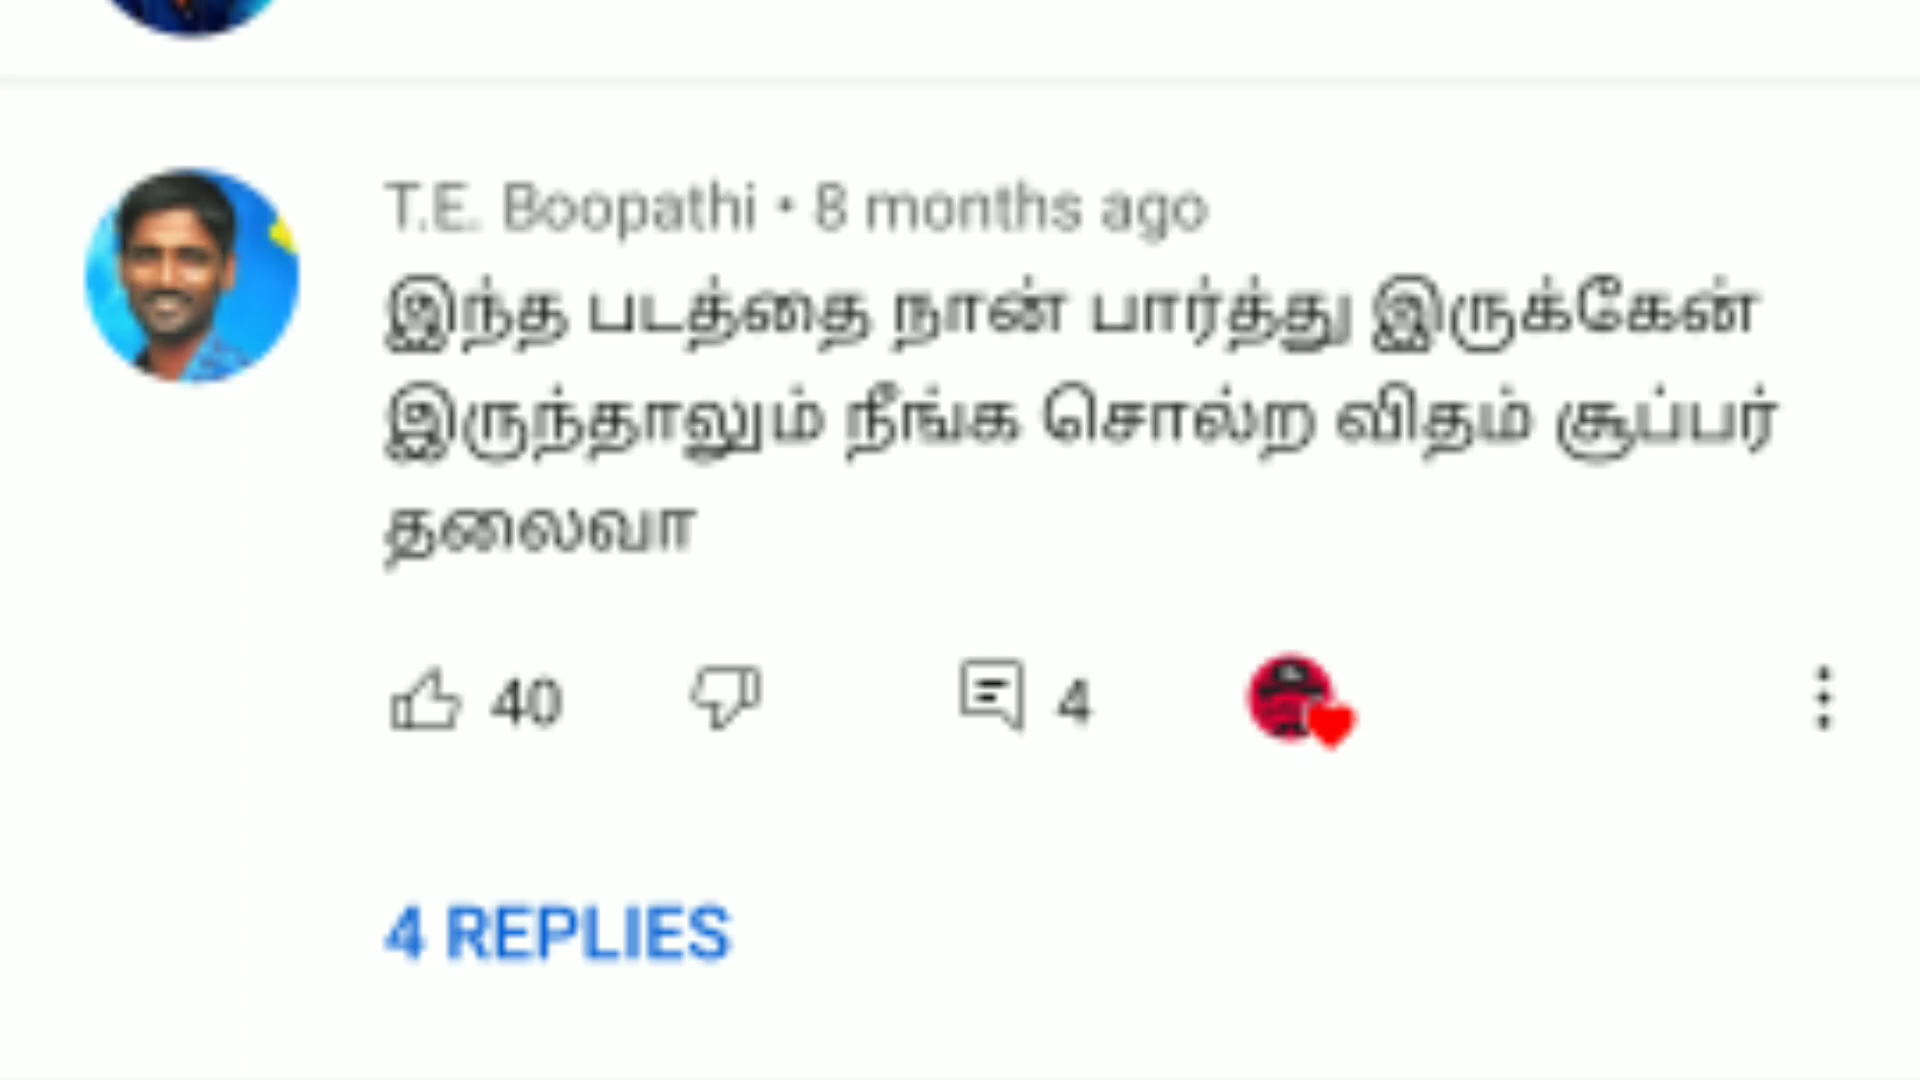 T.E. Boopathi • 8 months ago
இந்த படத்தை நான் பார்த்து இருக்கேன்
இருந்தாலும் நீங்க சொல்ற விதம் சூப்பர்
தலைவா
40 4
4 REPLIES